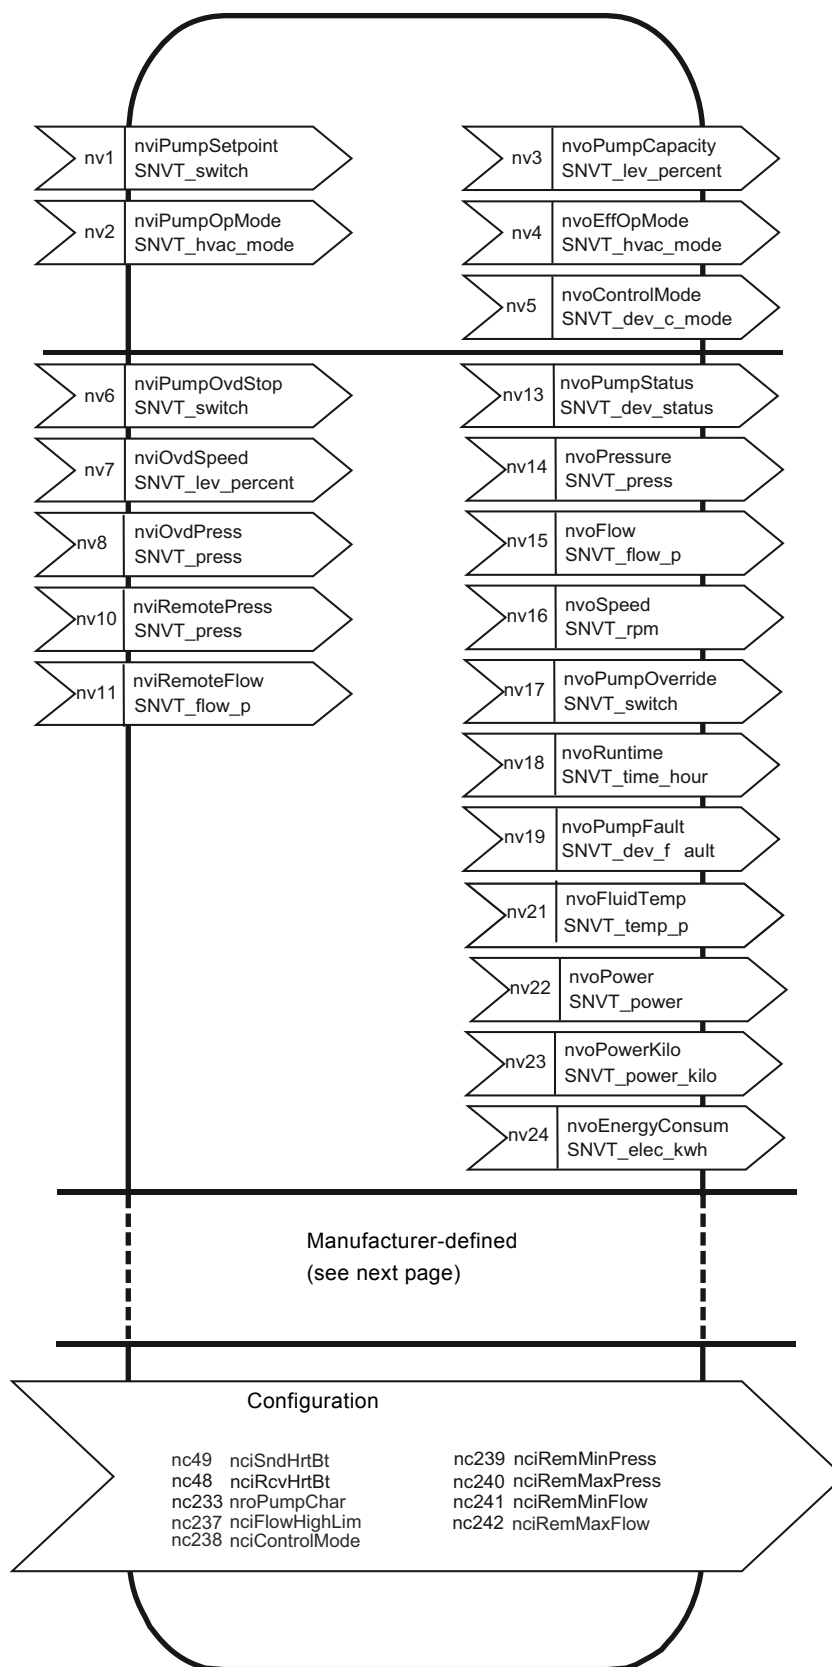 nv1
nviPumpSetpoint
SNVT_switch
nv2
nviPumpOpMode
SNVT_hvac_mode
nv3
nvoPumpCapacity
SNVT_lev_percent
nv4
nvoEffOpMode
SNVT_hvac_mode
nv5
nvoControlMode
SNVT_dev_c_mode
nv6
nviPumpOvdStop
SNVT_switch
nv7
nviOvdSpeed
SNVT_lev_percent
nv8
nviOvdPress
SNVT_press
nv10
nviRemotePress
SNVT_press
nv11
nviRemoteFlow
SNVT_flow_p
nv13
nvoPumpStatus
SNVT_dev_status
nv14
nvoPressure
SNVT_press
nv15
nvoFlow
SNVT_flow_p
nv16
nvoSpeed
SNVT_rpm
nv17
nvoPumpOverride
SNVT_switch
nv18
nvoRuntime
SNVT_time_hour
nv19
nvoPumpFault
SNVT_dev_f ault
nv21
nvoFluidTemp
SNVT_temp_p
nv22
nvoPower
SNVT_power
nv23
nvoPowerKilo
SNVT_power_kilo
nv24
nvoEnergyConsum
SNVT_elec_kwh
Manufacturer-defined
(see next page)
Configuration
nc49 nciSndHrtBt
nc48 nciRcvHrtBt
nc233 nroPumpChar
nc237 nciFlowHighLim
nc238 nciControlMode
nc239 nciRemMinPress
nc240 nciRemMaxPress
nc241 nciRemMinFlow
nc242 nciRemMaxFlow